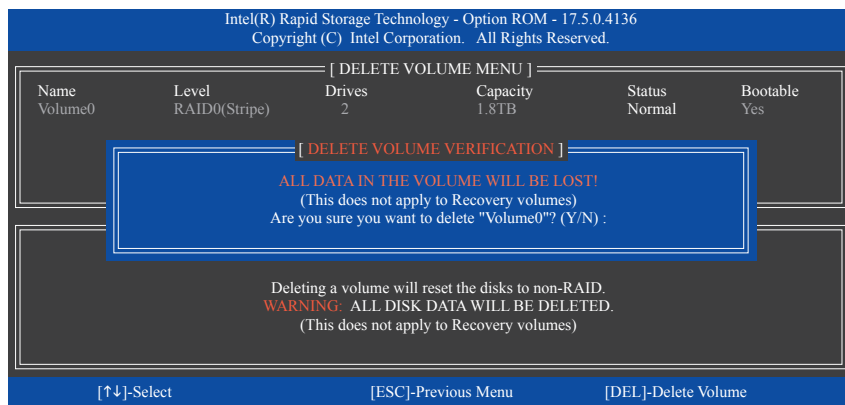 Intel(R) Rapid Storage Technology - Option ROM - 17.5.0.4136
Copyright (C) Intel Corporation. All Rights Reserved.
[ DELETE VOLUME MENU ]
Name Level Drives Capacity Status Bootable
Volume0 RAID0(Stripe) 2 1.8TB Normal Yes
[ DELETE VOLUME VERIFICATION ]
ALL DATA IN THE VOLUME WILL BE LOST!
(This does not apply to Recovery volumes)
Are you sure you want to delete "Volume0"? (Y/N) :
Deleting a volume will reset the disks to non-RAID.
WARNING: ALL DISK DATA WILL BE DELETED.
(This does not apply to Recovery volumes)
[↑↓]-Select [ESC]-Previous Menu [DEL]-Delete Volume